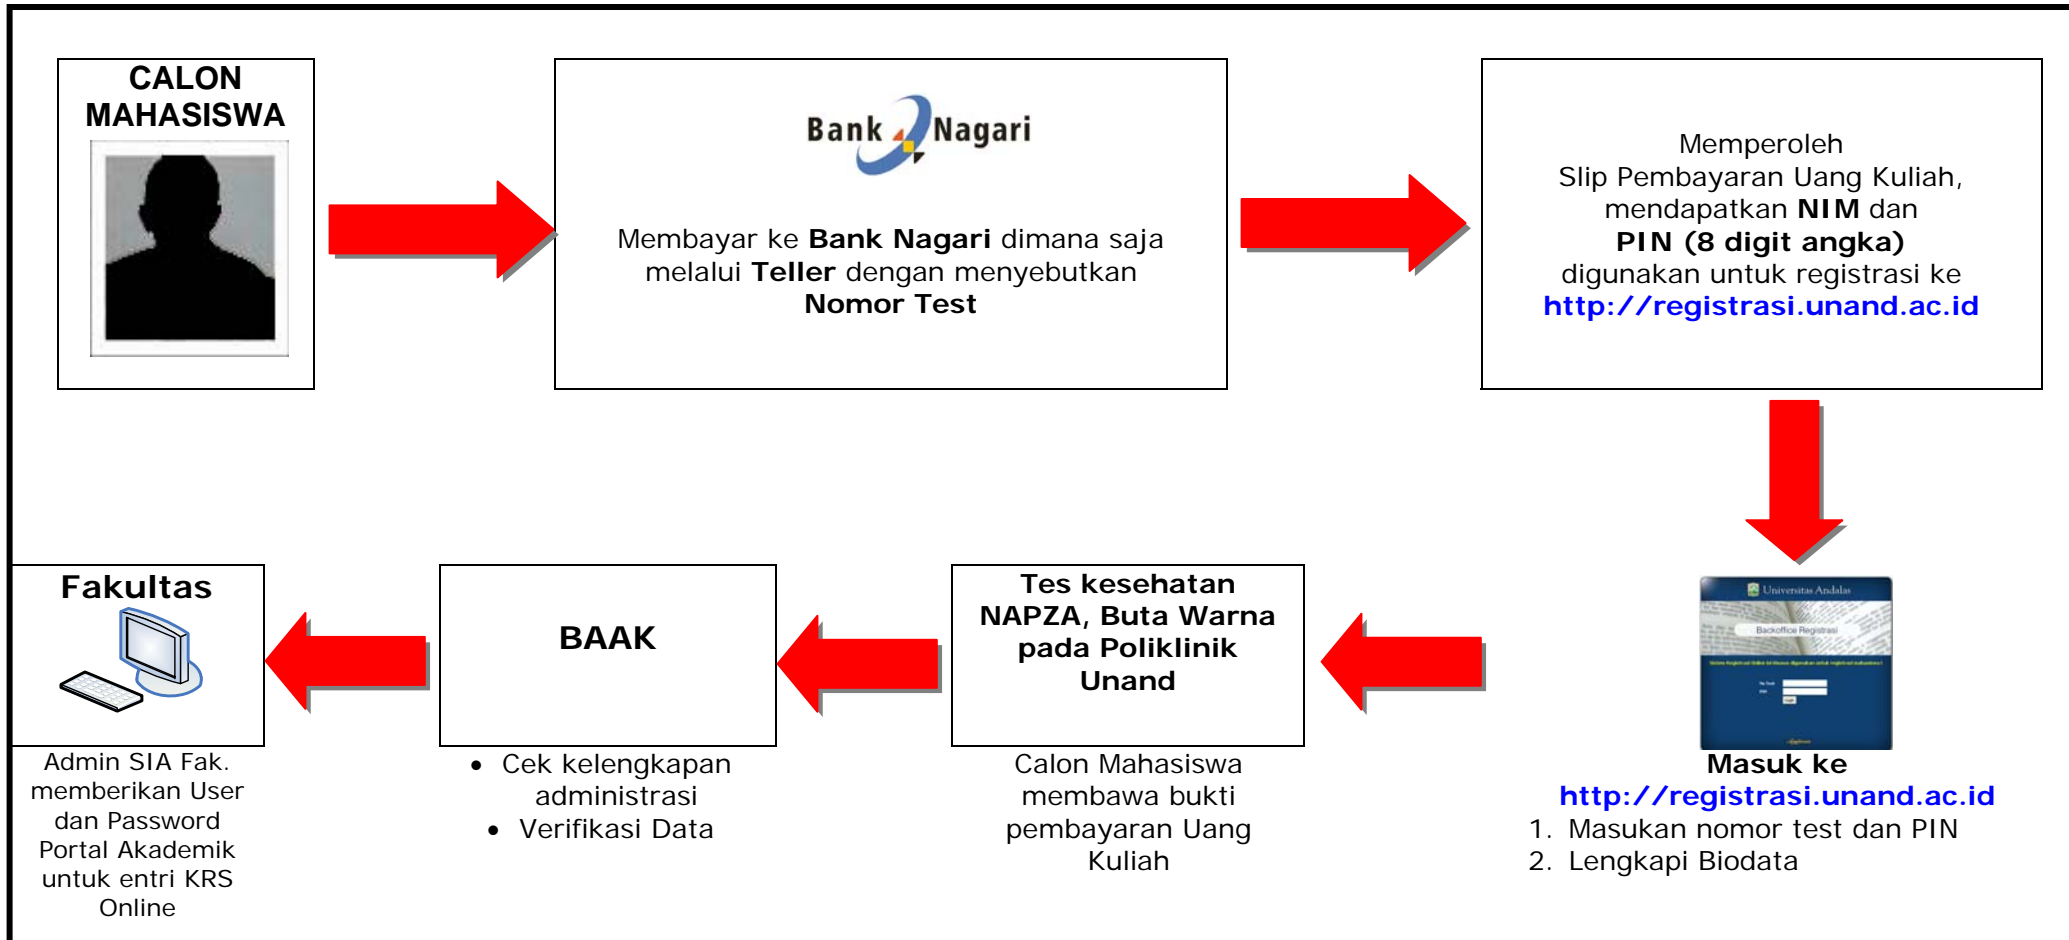 CALON
MAHASISWA
Bank Nagari
Membayar ke Bank Nagari dimana saja
melalui Teller dengan menyebutkan
Nomor Test
Memperoleh
Slip Pembayaran Uang Kuliah,
mendapatkan NIM dan
PIN (8 digit angka)
digunakan untuk registrasi ke
http://registrasi.unand.ac.id
Universitas Andalas
Backoffice Registrasi
Masuk ke
http://registrasi.unand.ac.id
1. Masukan nomor test dan PIN
2. Lengkapi Biodata
Tes kesehatan
NAPZA, Buta Warna
pada Poliklinik
Unand
Calon Mahasiswa
membawa bukti
pembayaran Uang
Kuliah
BAAK
• Cek kelengkapan
administrasi
• Verifikasi Data
Fakultas
Admin SIA Fak.
memberikan User
dan Password
Portal Akademik
untuk entri KRS
Online